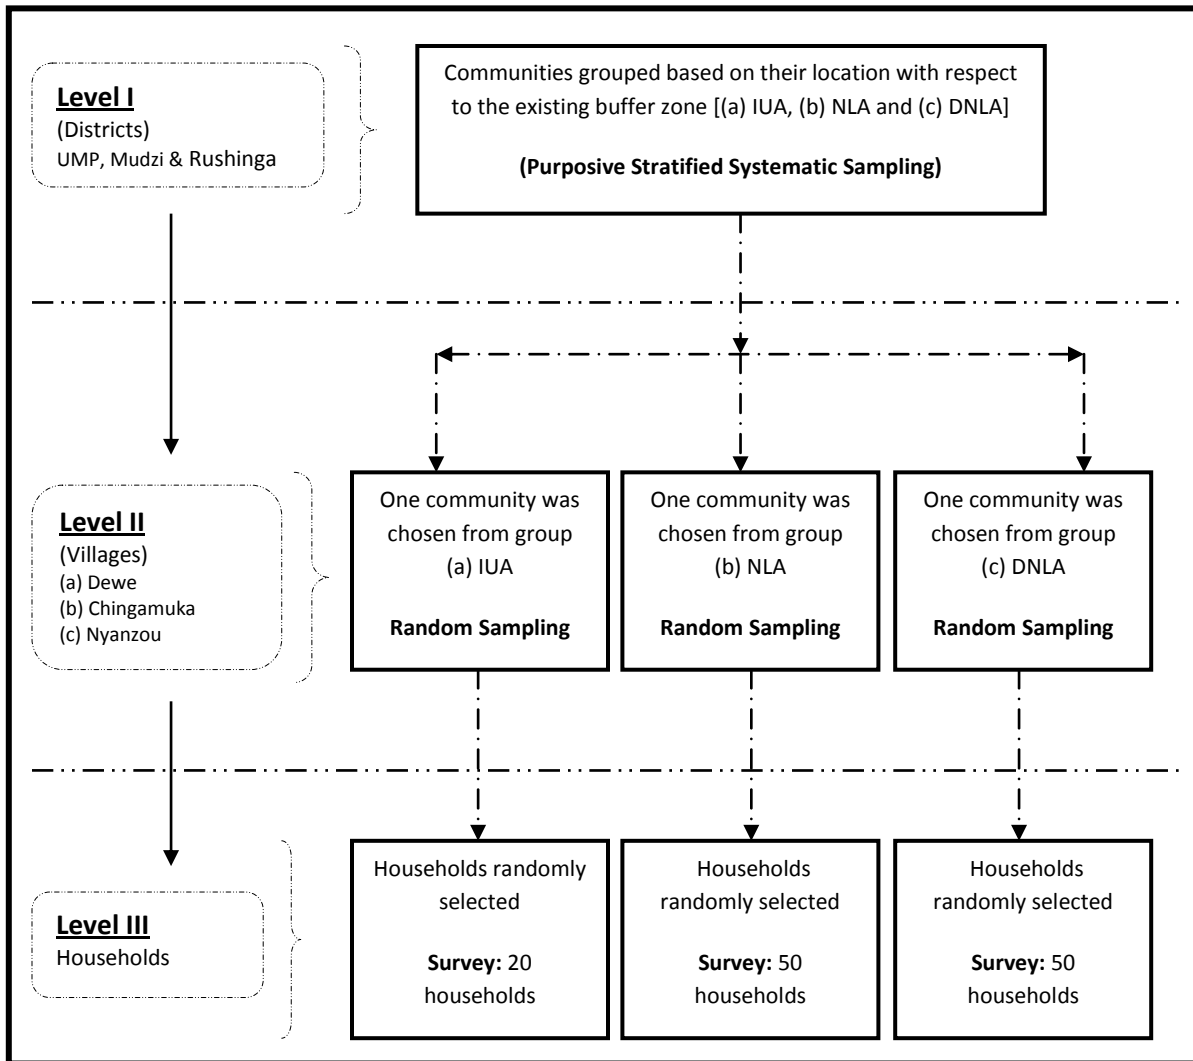 Level I
(Districts)
UMP, Mudzi & Rushinga
Communities grouped based on their location with respect
to the existing buffer zone [(a) IUA, (b) NLA and (c) DNLA]
(Purposive Stratified Systematic Sampling)
Level II
(Villages)
(a) Dewe
(b) Chingamuka
(c) Nyanzou
One community was
chosen from group
(a) IUA
Random Sampling
One community was
chosen from group
(b) NLA
Random Sampling
One community was
chosen from group
(c) DNLA
Random Sampling
Level III
Households
Households randomly
selected
Survey: 20
households
Households
randomly selected
Survey: 50
households
Households
randomly selected
Survey: 50
households